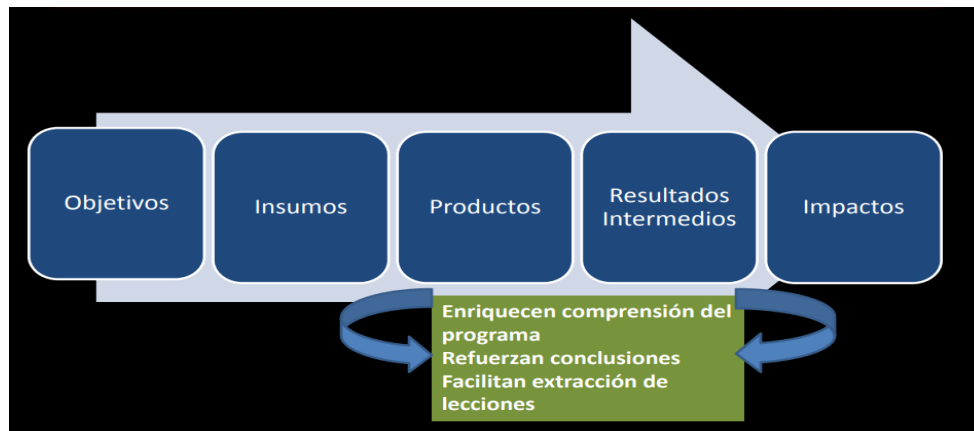 Objetivos
Insumos
Productos
Resultados
Intermedios
Impactos
Enriquecen comprensión del
programa
Refuerzan conclusiones
Facilitan extracción de
lecciones